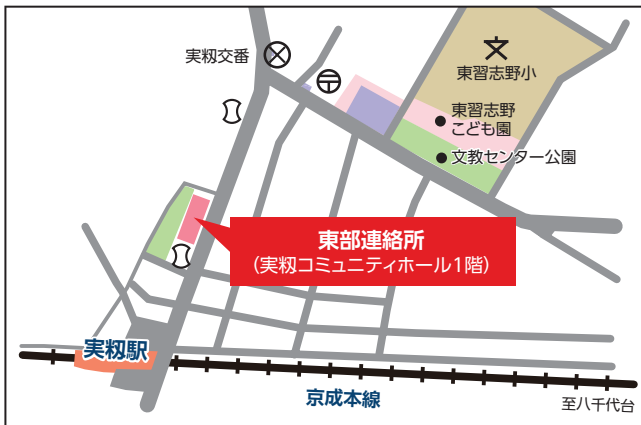 実籾交番
東習志野小
東習志野
こども園
文教センター公園
東部連絡所
（実籾コミュニティホール1階）
実籾駅
京成本線
至八千代台